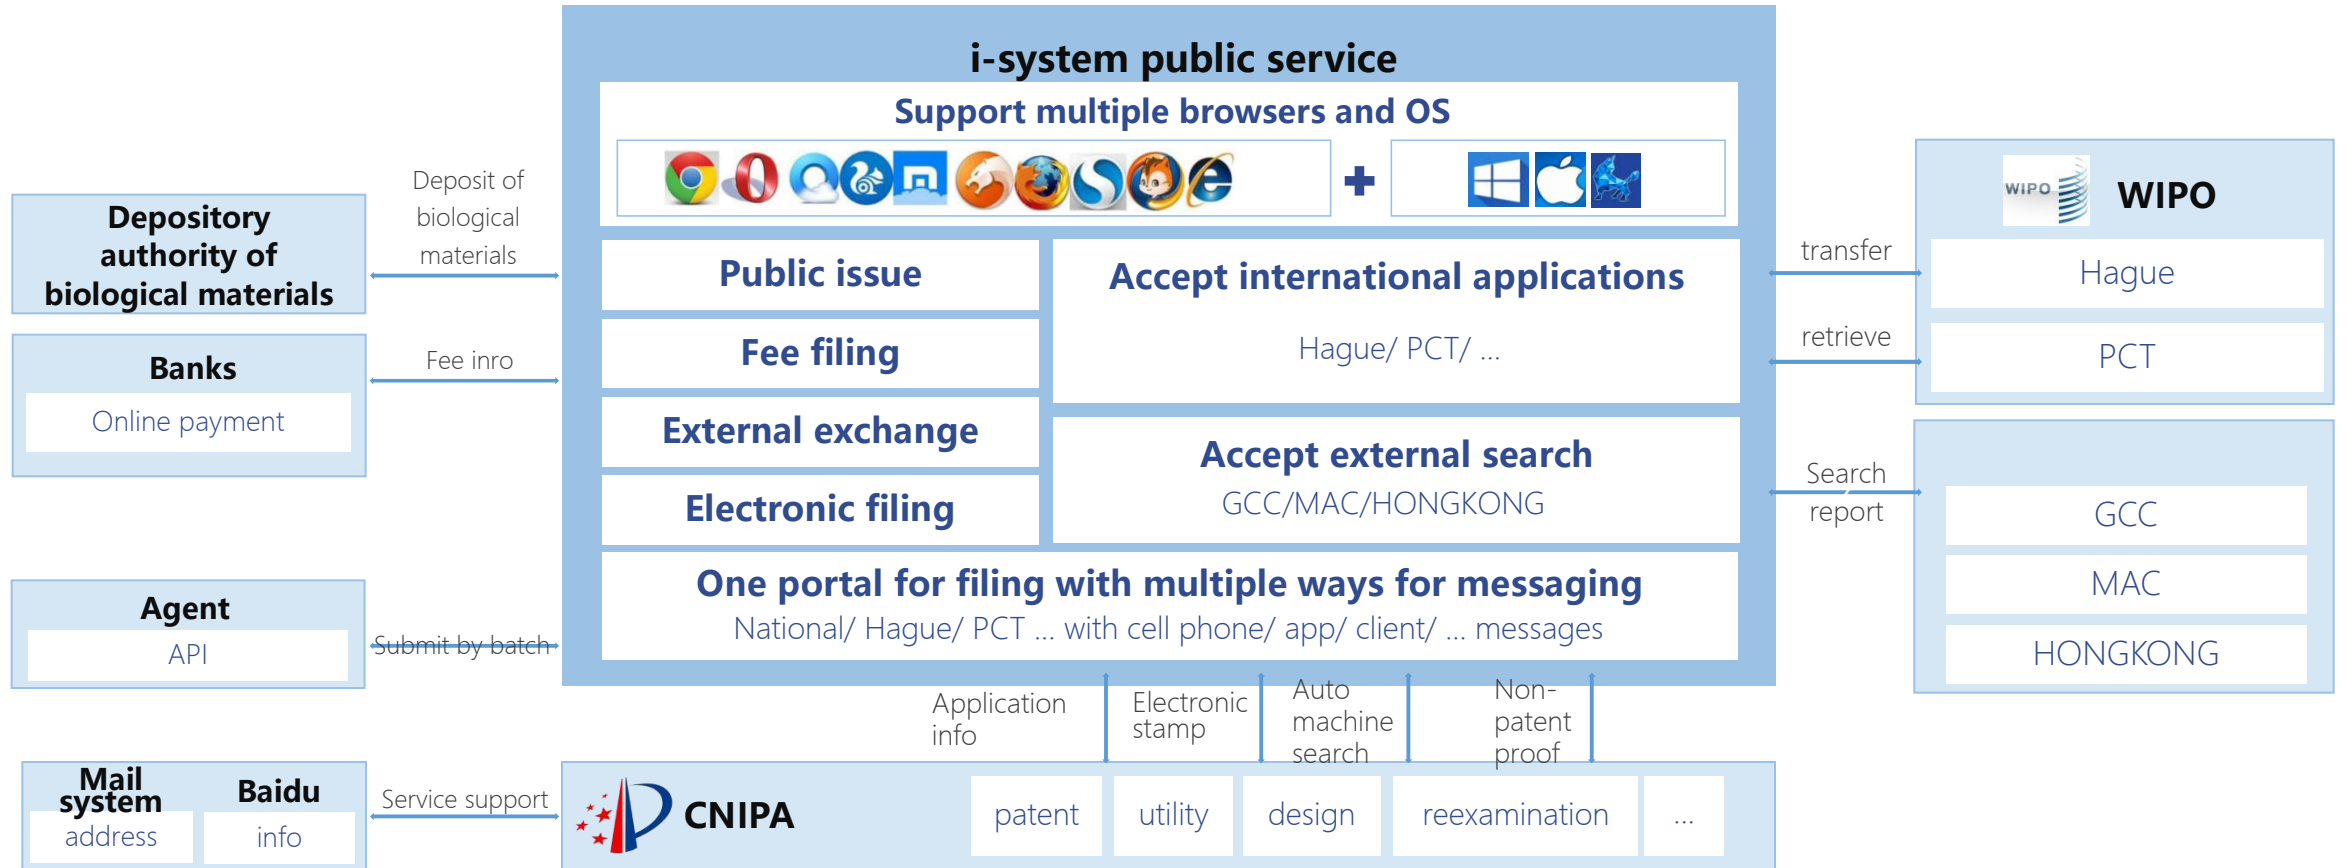 i-system public service
Support multiple browsers and OS
Depository
authority of
biological materials
Deposit of
biological
materials
Banks
Online payment
Fee inro
Agent
API
Submit by batch
Mail
system
address
Baidu
info
Service support
Public issue
Fee filing
External exchange
Electronic filing
Accept international applications
Hague/ PCT/ ...
Accept external search
GCC/MAC/HONGKONG
One portal for filing with multiple ways for messaging
National/ Hague/ PCT ... with cell phone/ app/ client/ ... messages
transfer
retrieve
Search
report
WIPO
WIPO
Hague
PCT
GCC
MAC
HONGKONG
Application
info
Electronic
stamp
Auto
machine
search
Non-
patent
proof
CNIPA
patent
utility
design
reexamination
...